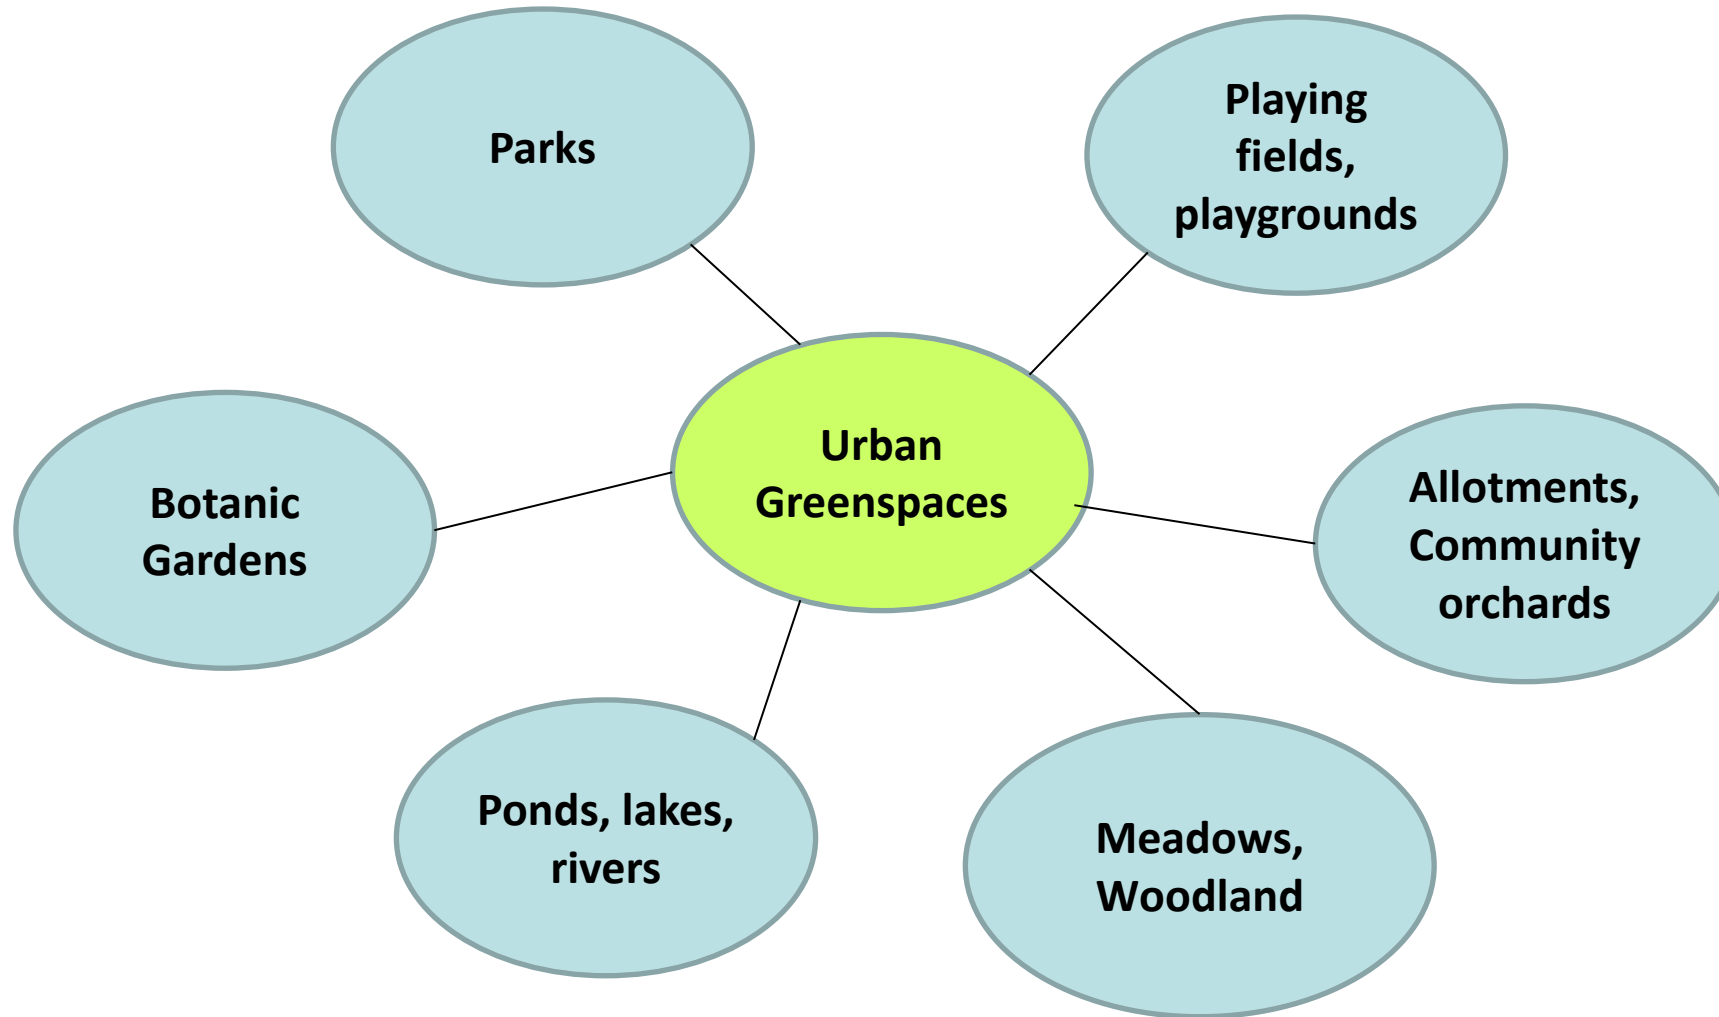 Parks
Playing
fields,
playgrounds
Urban
Greenspaces
Botanic
Gardens
Allotments,
Community
orchards
Ponds, lakes,
rivers
Meadows,
Woodland